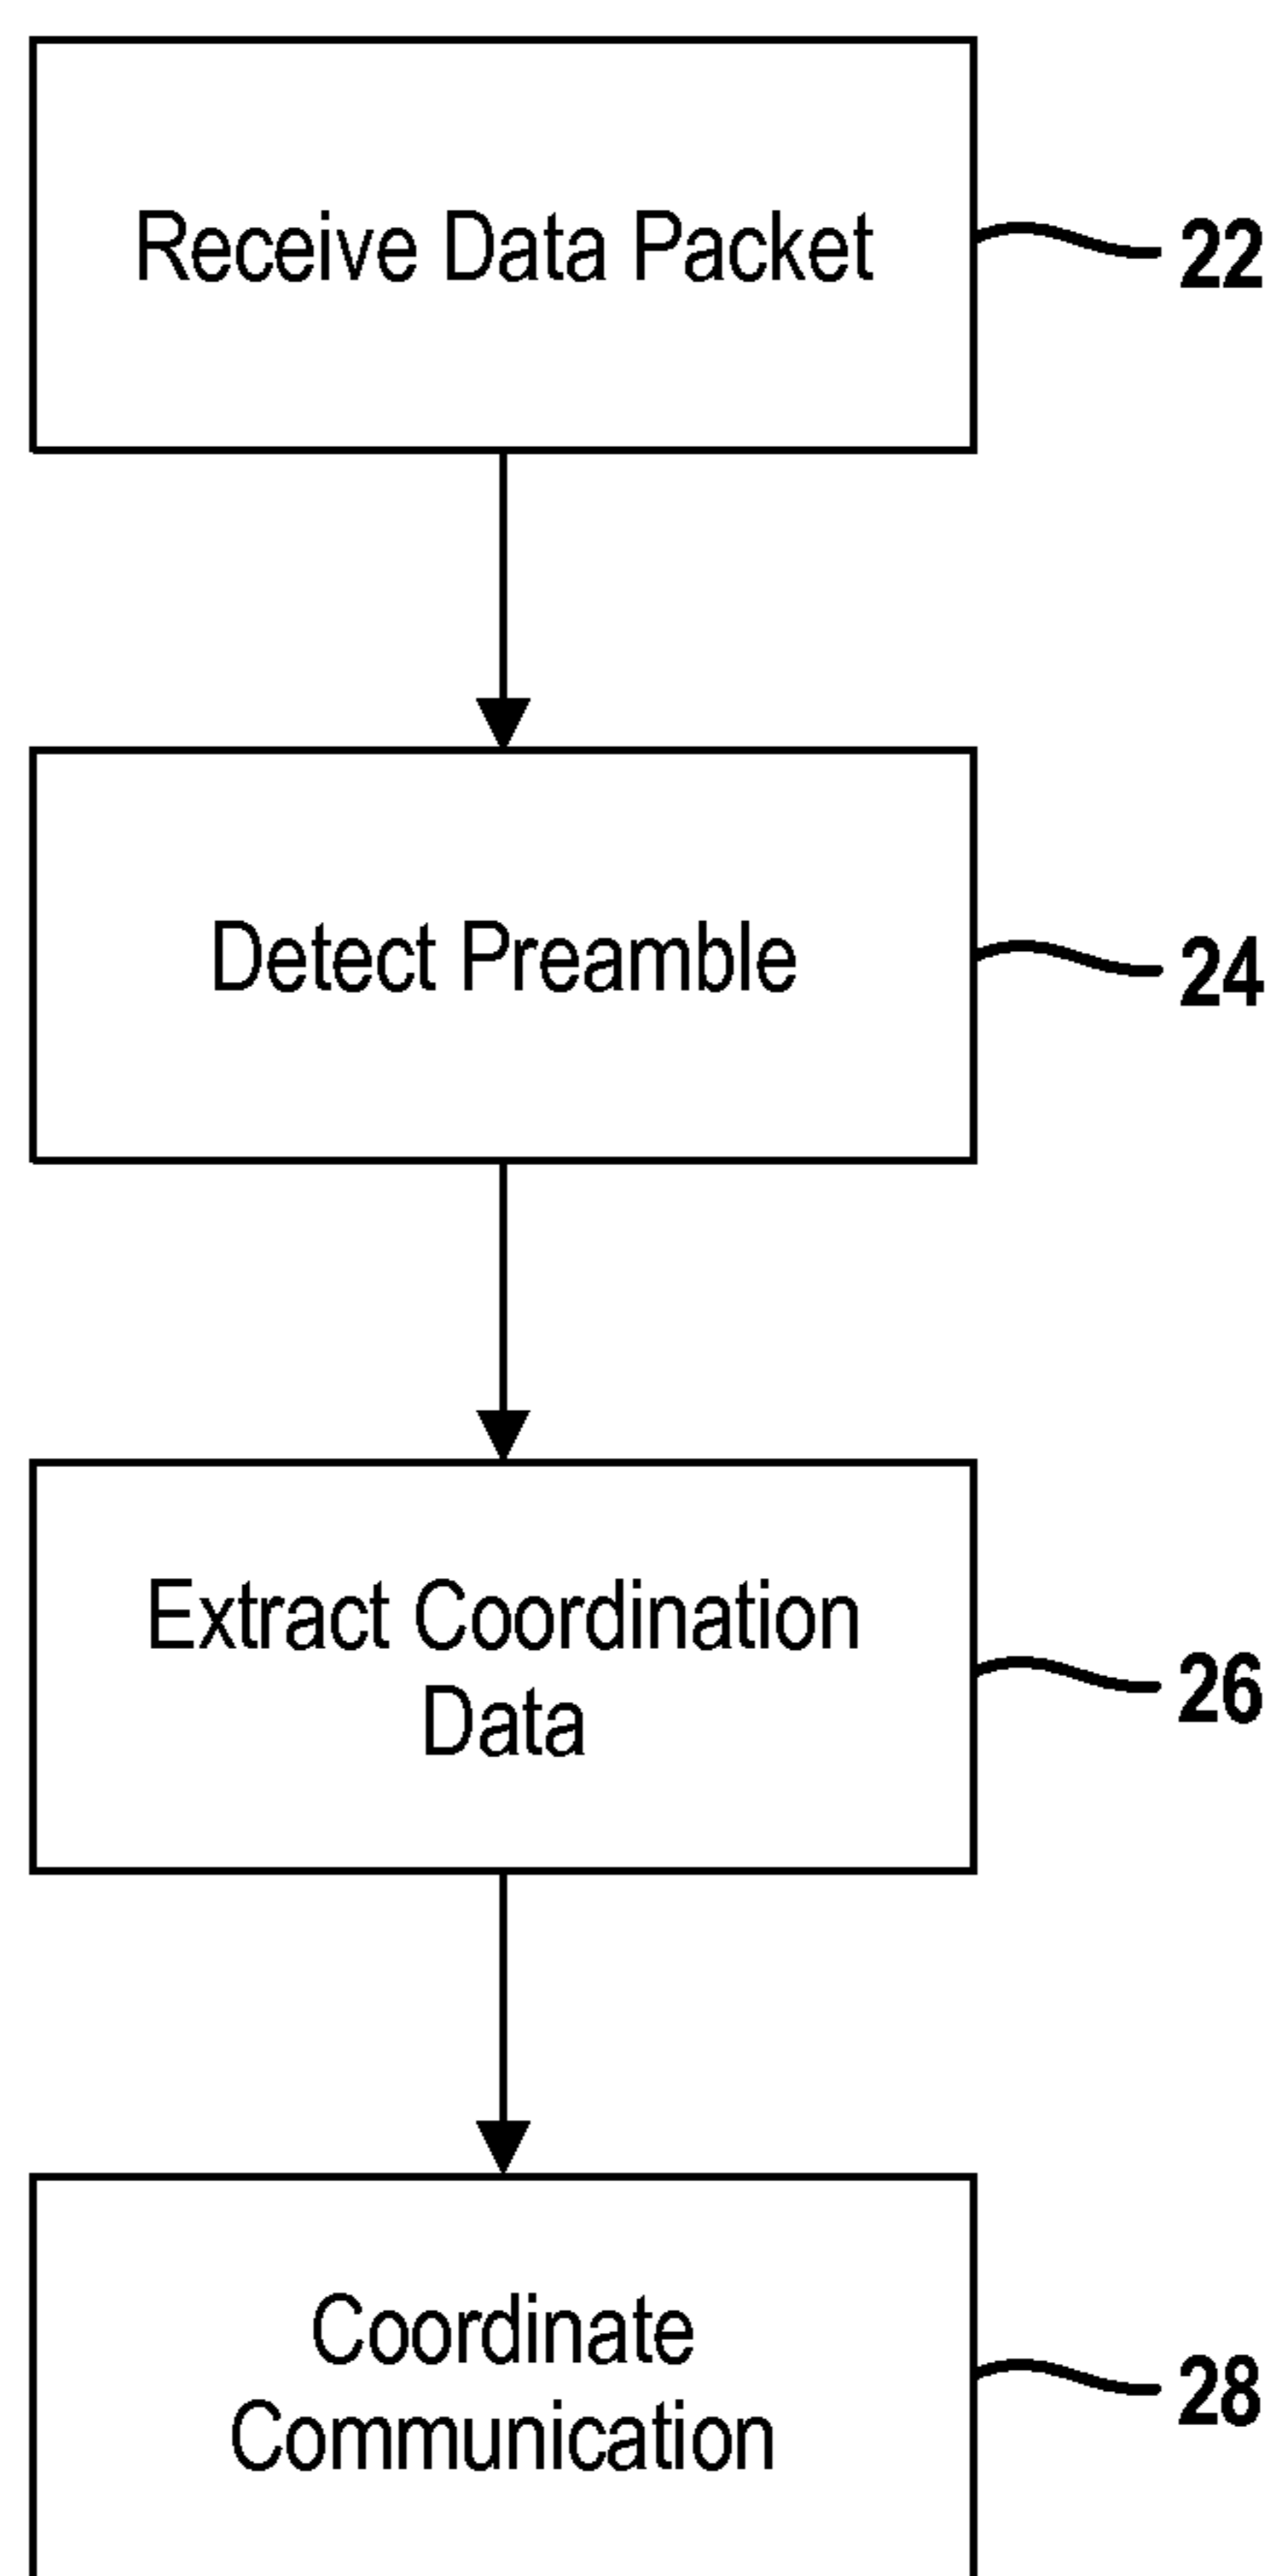 Receive Data Packet
22
Detect Preamble
24
Extract Coordination
Data
26
Coordinate
Communication
28